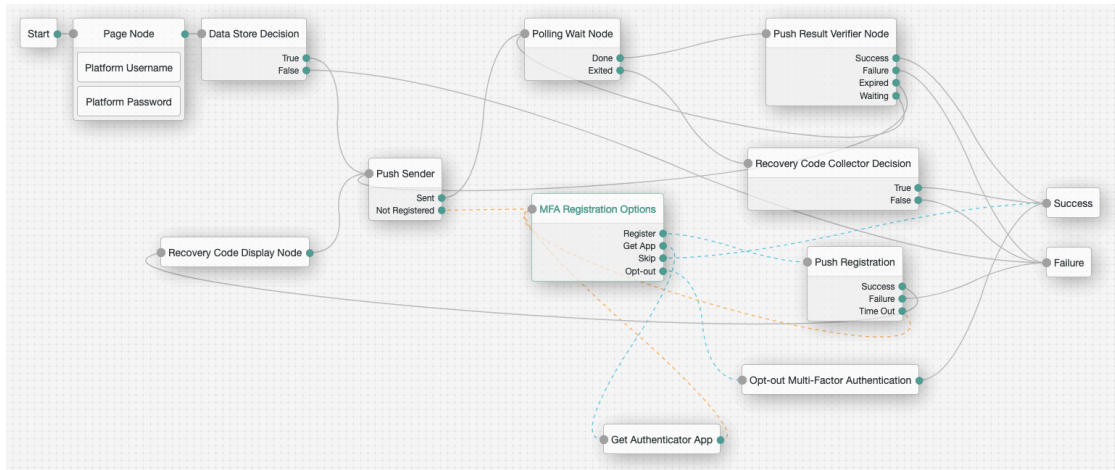 Start
Page Node
Platform Username
Platform Password
Data Store Decision
True
False
Polling Wait Node
Done
Exited
Push Result Verifier Node
Success
Failure
Expired
Waiting
Push Sender
Sent
Not Registered
Recovery Code Collector Decision
True
False
MFA Registration Options
Register
Get App
Skip
Opt-out
Success
Recovery Code Display Node
Push Registration
Success
Failure
Time Out
Failure
Opt-out Multi-Factor Authentication
Get Authenticator App